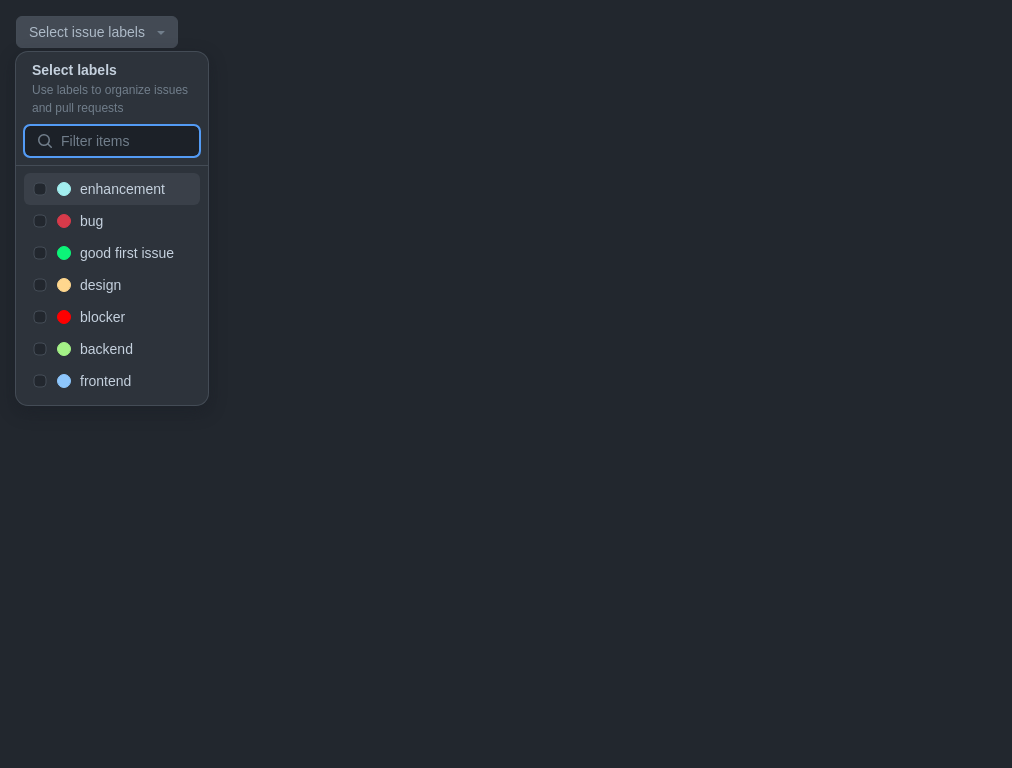 Select issue labels
Select labels
Use labels to organize issues
and pull requests
Filter items
enhancement
bug
good first issue
design
blocker
backend
frontend